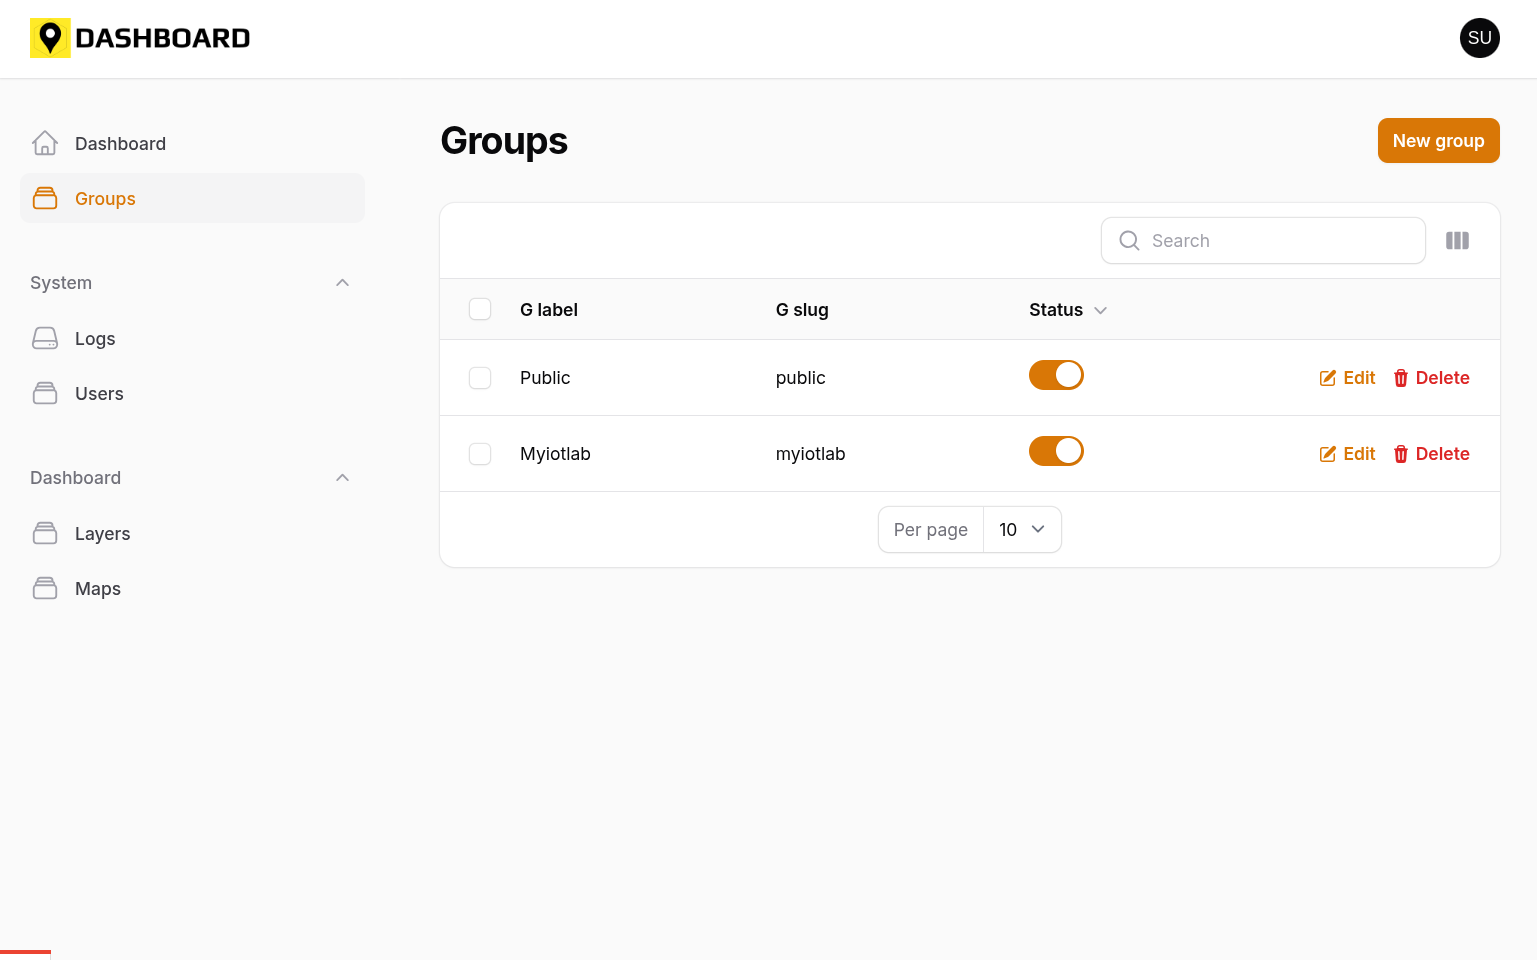 DASHBOARD
SU
Dashboard
Groups
System
Logs
Users
Dashboard
Layers
Maps
Groups
New group
Search
G label G slug Status
Public public Edit Delete
Myiotlab myiotlab Edit Delete
Per page 10